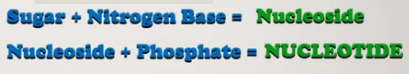 Sugar + Nitrogen Base = Nucleoside
Nucleoside + Phosphate = NUCLEOTIDE